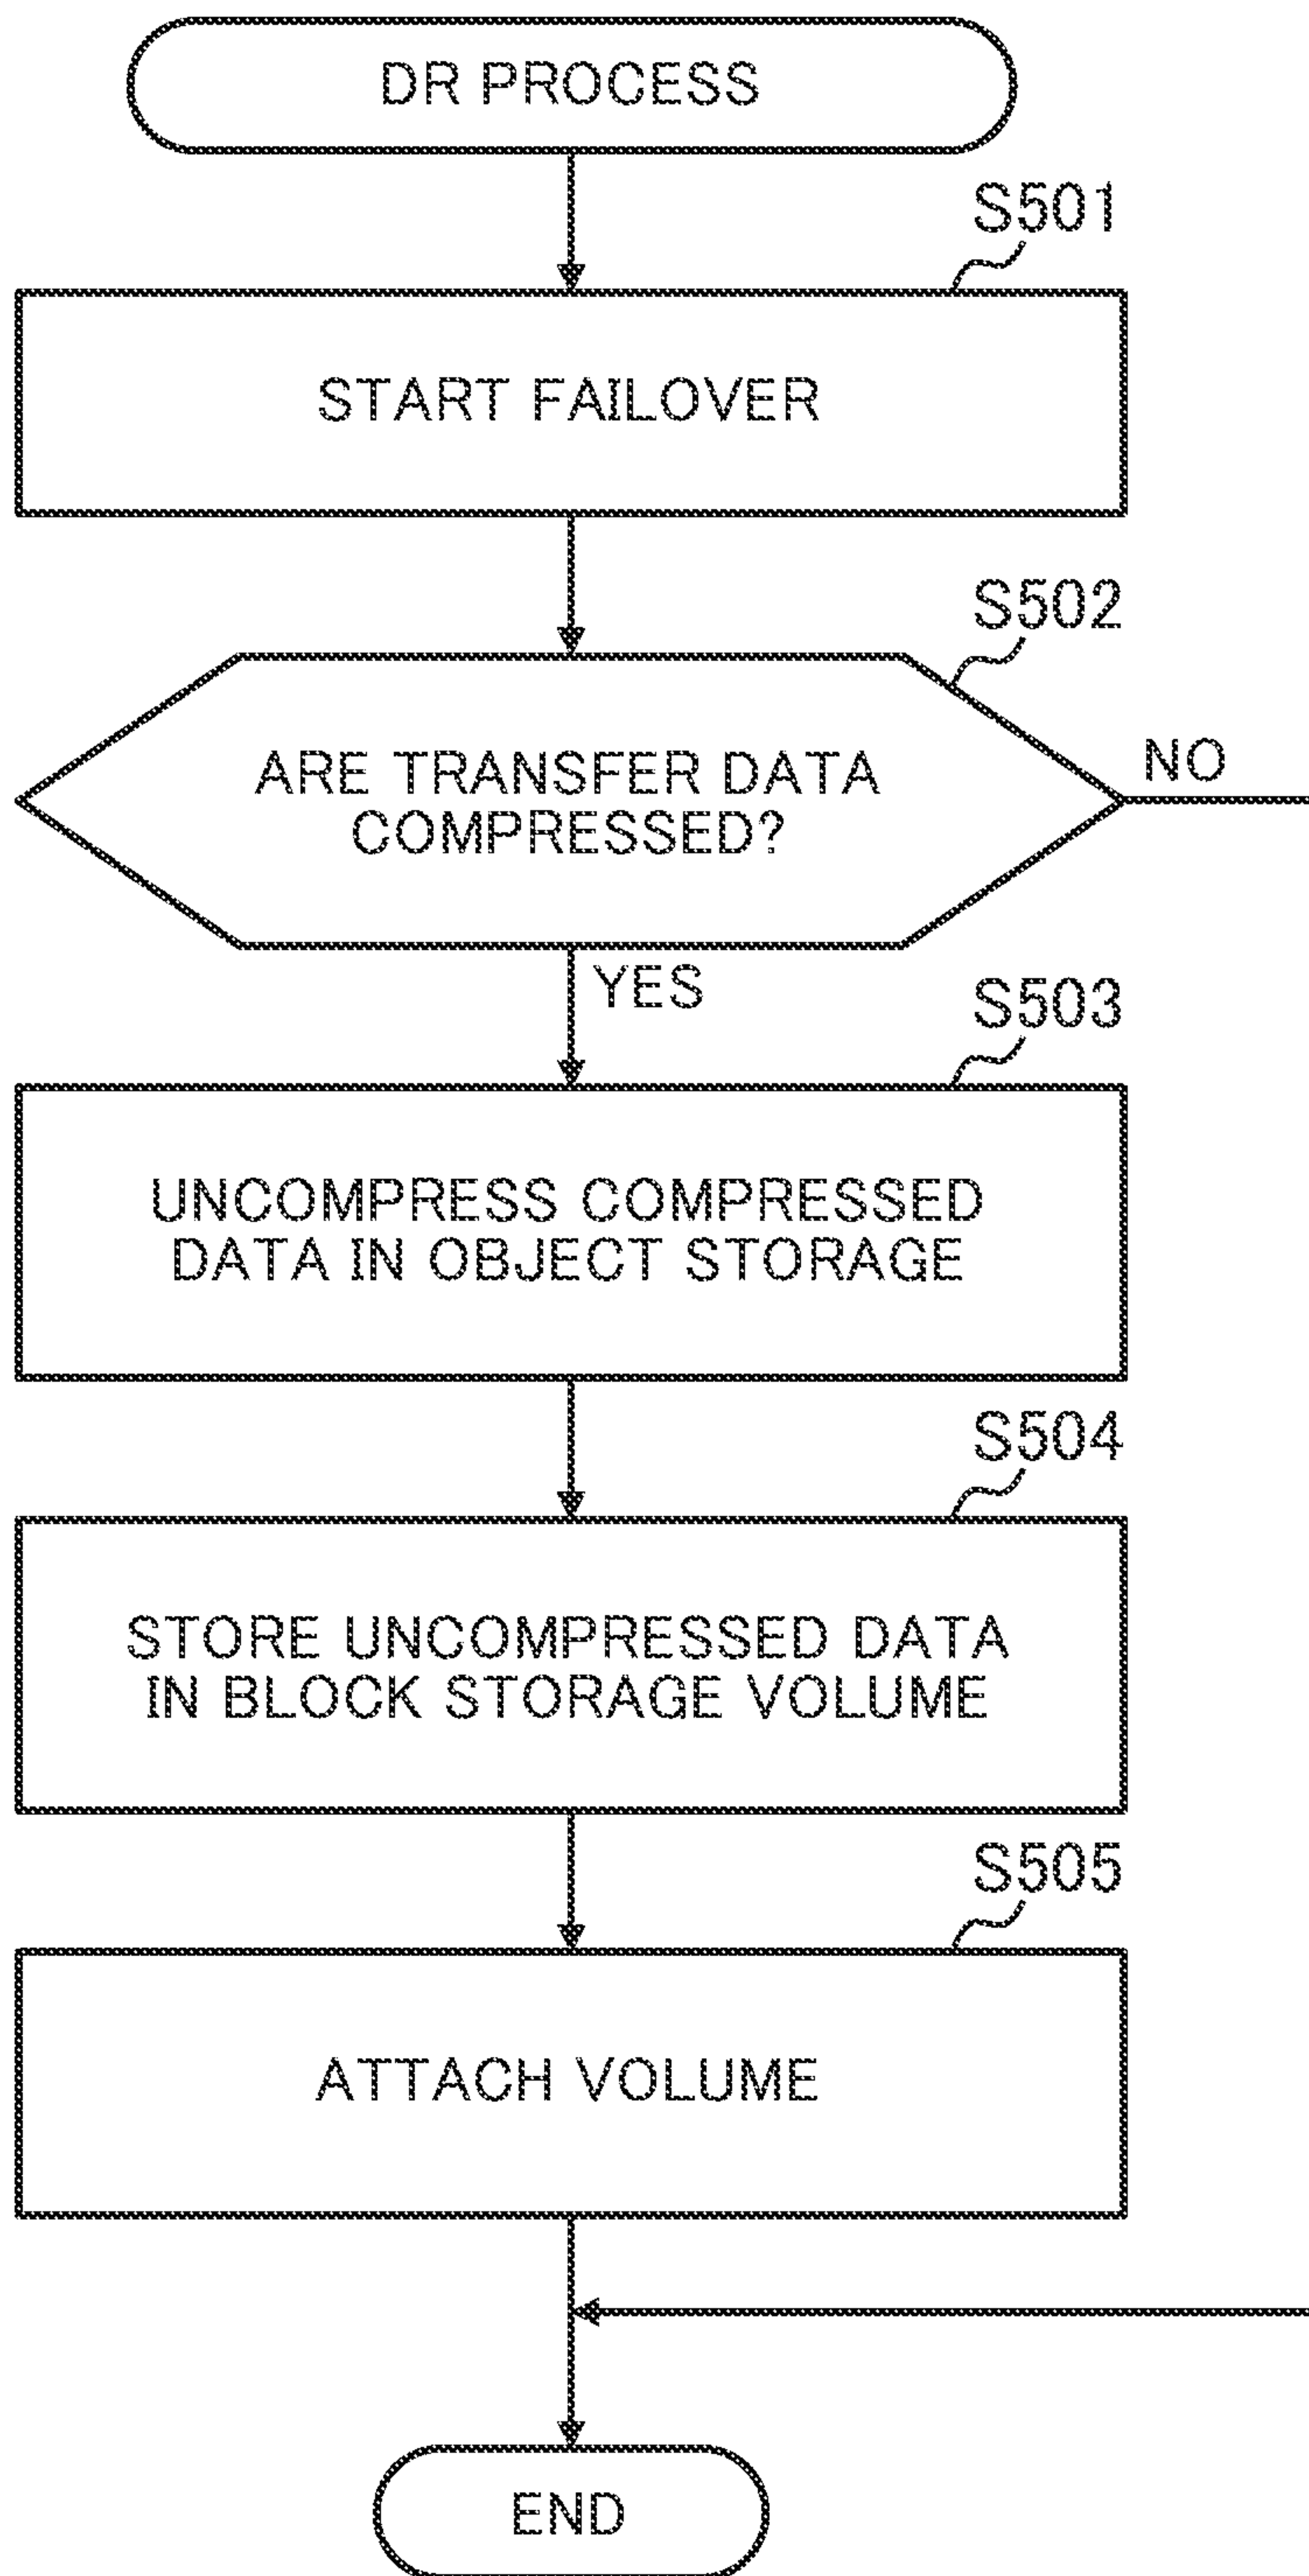 DR PROCESS
S501
START FAILOVER
S502
ARE TRANSFER DATA
COMPRESSED?
NO
YES
S503
UNCOMPRESS COMPRESSED
DATA IN OBJECT STORAGE
S504
STORE UNCOMPRESSED DATA
IN BLOCK STORAGE VOLUME
S505
ATTACH VOLUME
END